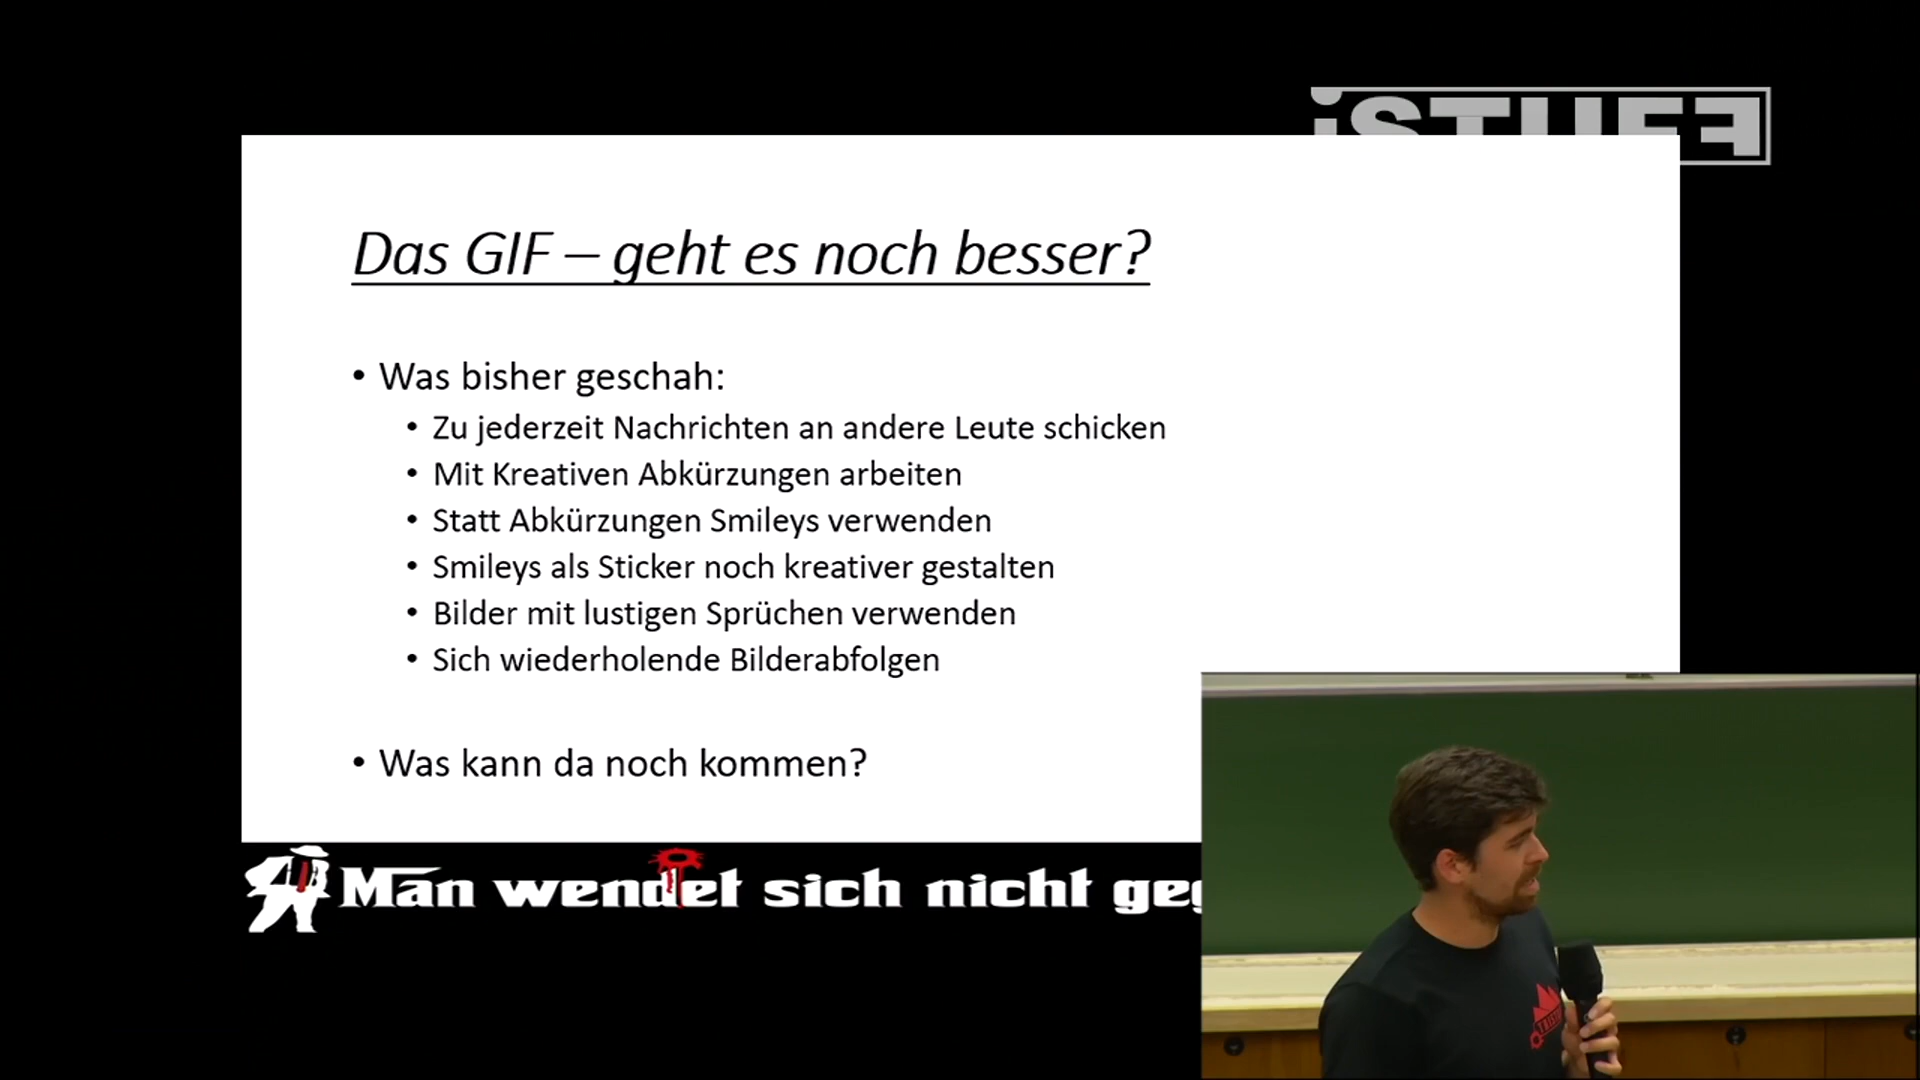 iSTUFF
Das GIF – geht es noch besser?
• Was bisher geschah:
• Zu jederzeit Nachrichten an andere Leute schicken
• Mit Kreativen Abkürzungen arbeiten
• Statt Abkürzungen Smileys verwenden
• Smileys als Sticker noch kreativer gestalten
• Bilder mit lustigen Sprüchen verwenden
• Sich wiederholende Bilderabfolgen
• Was kann da noch kommen?
Man wendet sich nicht geg